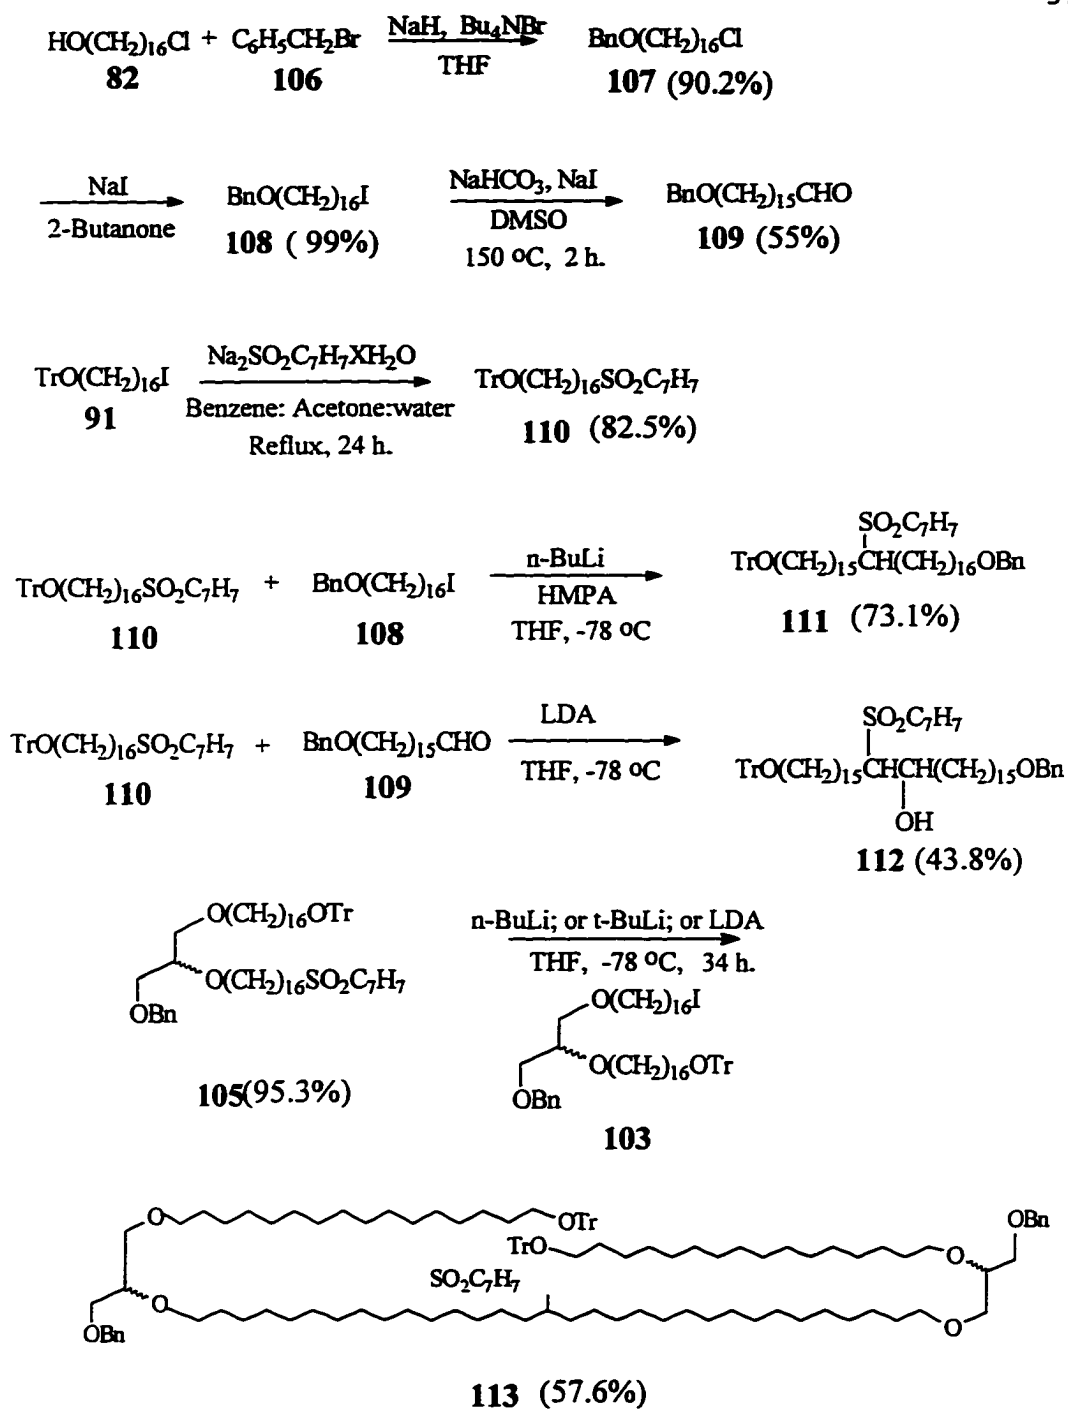 HO(CH2)16Cl + C6H5CH2Br NaH, Bu4NBr THF BnO(CH2)16Cl
82 106 107 (90.2%)
NaI 2-Butanone BnO(CH2)16I NaHCO3, NaI DMSO 150 ºC, 2 h. BnO(CH2)15CHO
108 ( 99%) 109 (55%)
TrO(CH2)16I Na2SO2C7H7XH2O Benzene: Acetone:water Reflux, 24 h. TrO(CH2)16SO2C7H7
91 110 (82.5%)
TrO(CH2)16SO2C7H7 + BnO(CH2)16I n-BuLi HMPA THF, -78 ºC SO2C7H7 TrO(CH2)15CH(CH2)16OBn
110 108 111 (73.1%)
TrO(CH2)16SO2C7H7 + BnO(CH2)15CHO LDA THF, -78 ºC SO2C7H7 TrO(CH2)15CHCH(CH2)15OBn OH
110 109 112 (43.8%)
O(CH2)16OTr
O(CH2)16SO2C7H7
OBn
105(95.3%)
n-BuLi; or t-BuLi; or LDA
THF, -78 ºC, 34 h.
O(CH2)16I
O(CH2)16OTr
OBn
103
O OTr OBn
TrO O
SO2C7H7
O O
OBn
113 (57.6%)